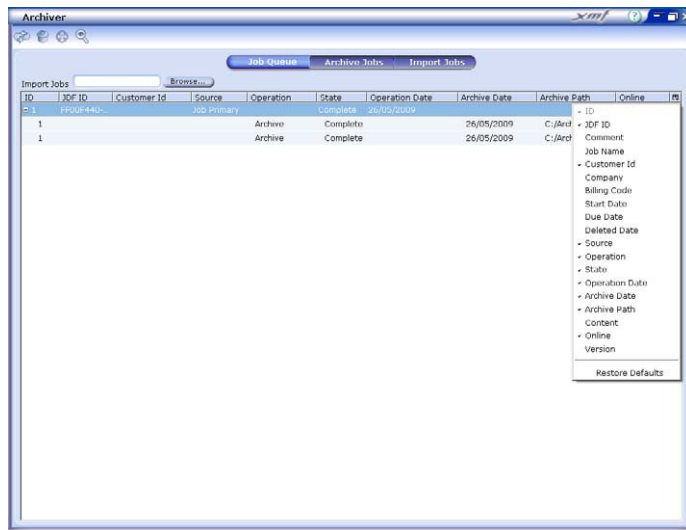 Archiver
xmf
Job Queue Archive Jobs Import Jobs
Import Jobs Browse...
ID JDF ID Customer Id Source Operation State Operation Date Archive Date Archive Path Online
1 FF00F440-... Job Primary Complete 26/05/2009
1 Archive Complete 26/05/2009 C:/Arch
1 Archive Complete 26/05/2009 C:/Arch
ID
JDF ID
Comment
Job Name
Customer Id
Company
Billing Code
Start Date
Due Date
Deleted Date
Source
Operation
State
Operation Date
Archive Date
Archive Path
Content
Online
Version
Restore Defaults